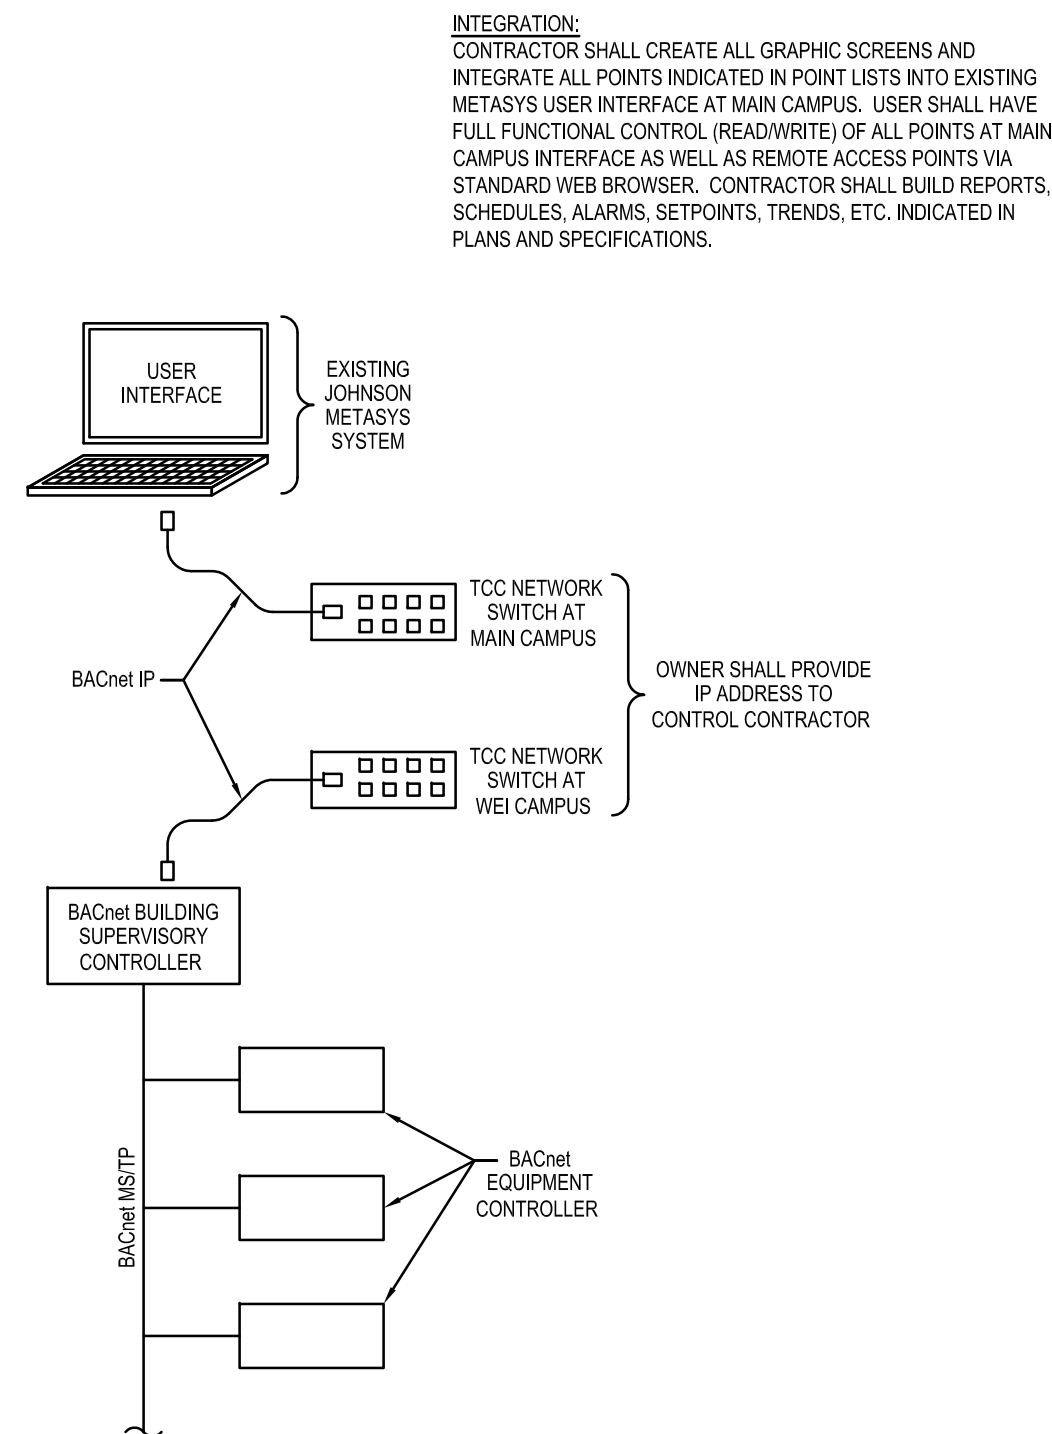 INTEGRATION:
CONTRACTOR SHALL CREATE ALL GRAPHIC SCREENS AND
INTEGRATE ALL POINTS INDICATED IN POINT LISTS INTO EXISTING
METASYS USER INTERFACE AT MAIN CAMPUS. USER SHALL HAVE
FULL FUNCTIONAL CONTROL (READ/WRITE) OF ALL POINTS AT MAIN
CAMPUS INTERFACE AS WELL AS REMOTE ACCESS POINTS VIA
STANDARD WEB BROWSER. CONTRACTOR SHALL BUILD REPORTS,
SCHEDULES, ALARMS, SETPOINTS, TRENDS, ETC. INDICATED IN
PLANS AND SPECIFICATIONS.
USER
INTERFACE
EXISTING
JOHNSON
METASYS
SYSTEM
TCC NETWORK
SWITCH AT
MAIN CAMPUS
BACnet IP
OWNER SHALL PROVIDE
IP ADDRESS TO
CONTROL CONTRACTOR
TCC NETWORK
SWITCH AT
WEI CAMPUS
BACnet BUILDING
SUPERVISORY
CONTROLLER
BACnet MS/TP
BACnet
EQUIPMENT
CONTROLLER